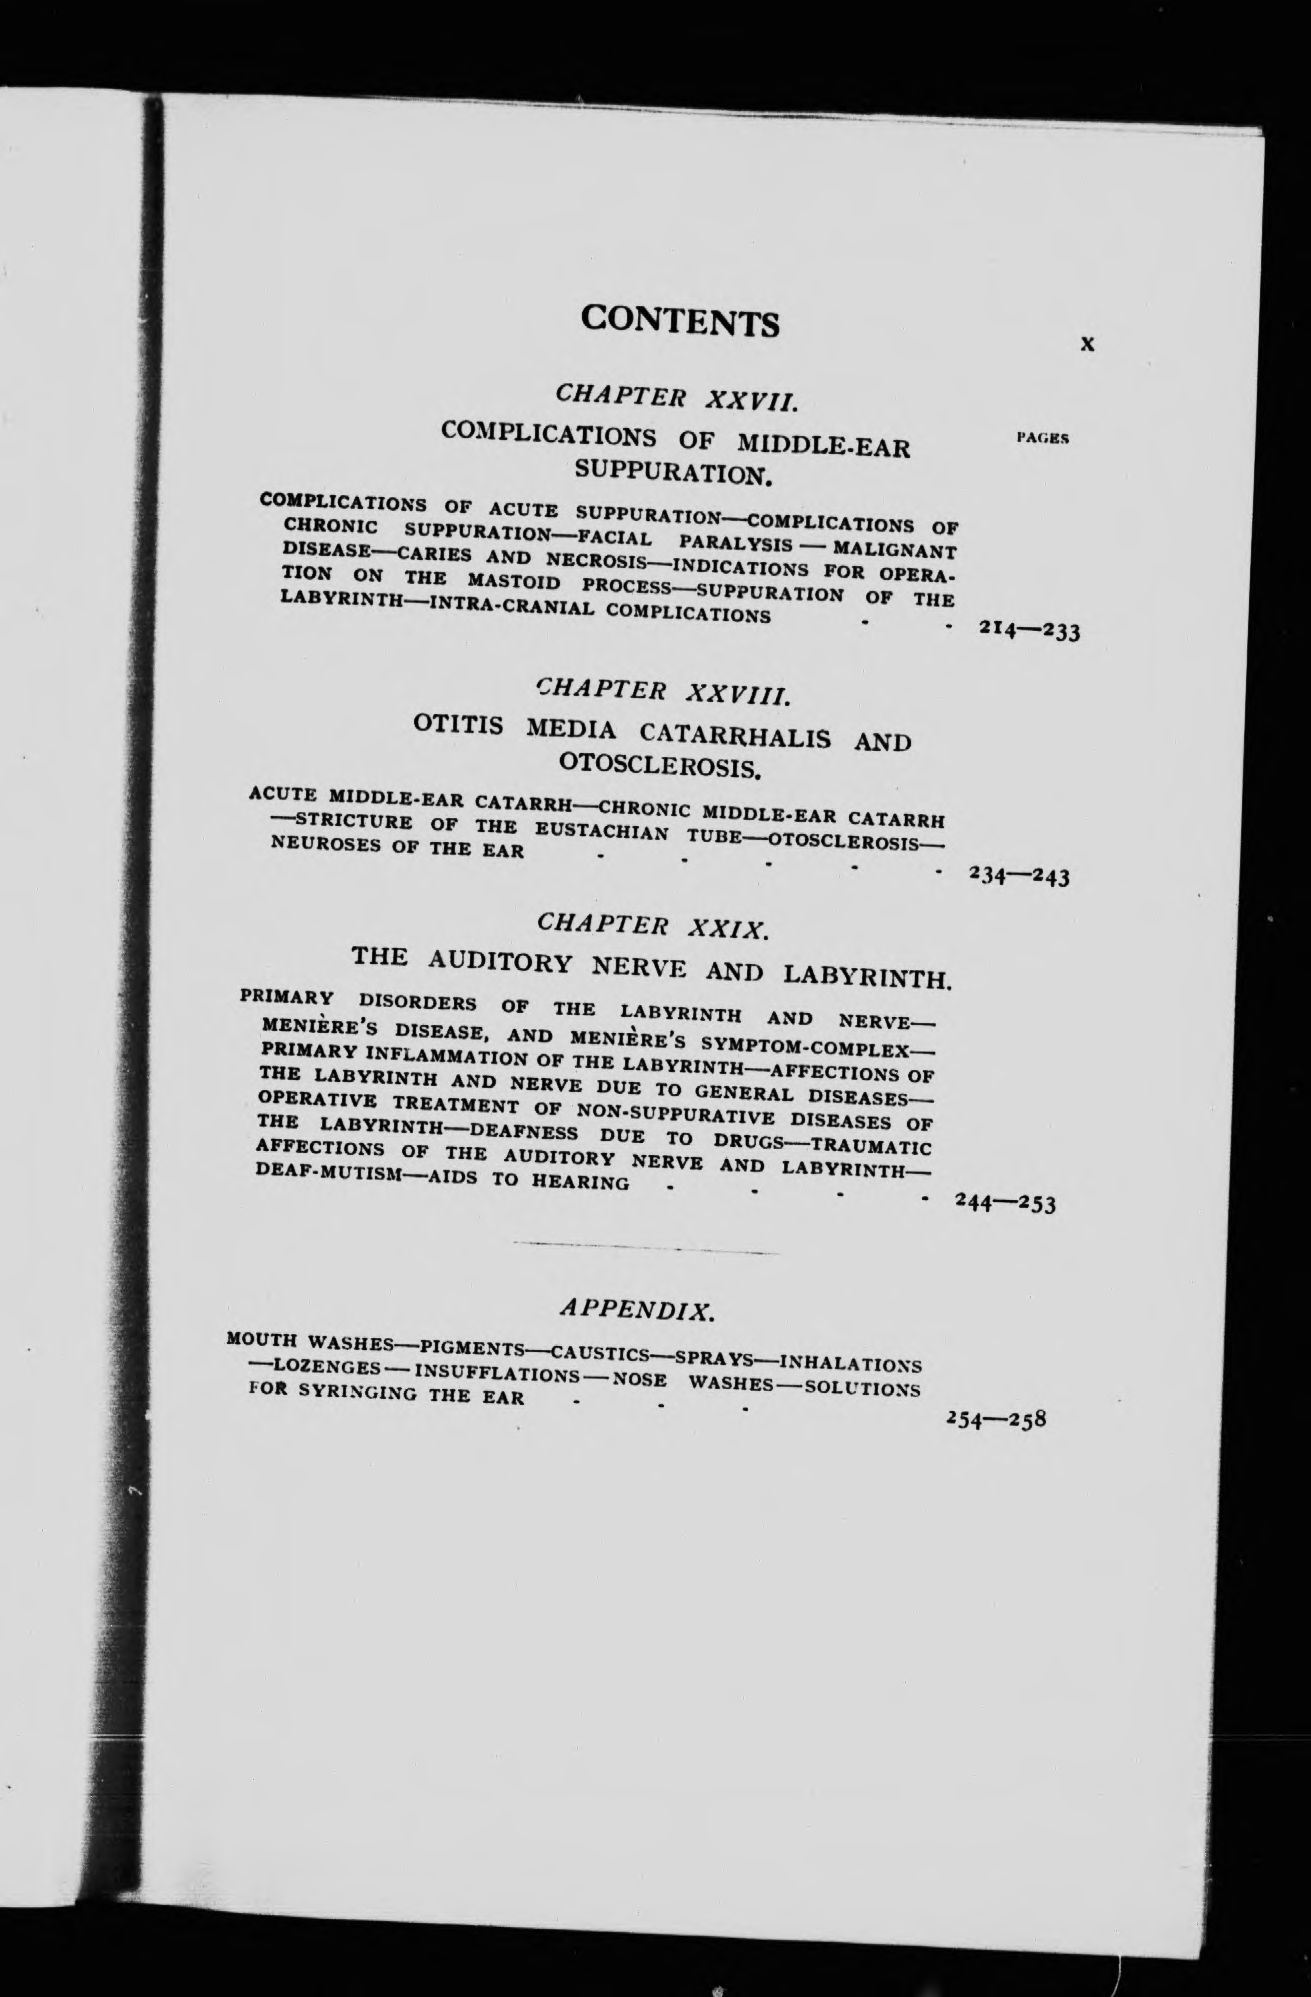 CONTENTS
x
CHAPTER XXVII.
PAGES
COMPLICATIONS OF MIDDLE-EAR
SUPPURATION.
COMPLICATIONS OF ACUTE SUPPURATION—COMPLICATIONS OF
CHRONIC SUPPURATION—FACIAL PARALYSIS — MALIGNANT
DISEASE—CARIES AND NECROSIS—INDICATIONS FOR OPERA-
TION ON THE MASTOID PROCESS—SUPPURATION OF THE
LABYRINTH—INTRA-CRANIAL COMPLICATIONS - - 214—233
CHAPTER XXVIII.
OTITIS MEDIA CATARRHALIS AND
OTOSCLEROSIS.
ACUTE MIDDLE-EAR CATARRH—CHRONIC MIDDLE-EAR CATARRH
—STRICTURE OF THE EUSTACHIAN TUBE—OTOSCLEROSIS—
NEUROSES OF THE EAR - - - - - 234—243
CHAPTER XXIX.
THE AUDITORY NERVE AND LABYRINTH.
PRIMARY DISORDERS OF THE LABYRINTH AND NERVE—
MENIÈRE'S DISEASE, AND MENIÈRE'S SYMPTOM-COMPLEX—
PRIMARY INFLAMMATION OF THE LABYRINTH—AFFECTIONS OF
THE LABYRINTH AND NERVE DUE TO GENERAL DISEASES—
OPERATIVE TREATMENT OF NON-SUPPURATIVE DISEASES OF
THE LABYRINTH—DEAFNESS DUE TO DRUGS—TRAUMATIC
AFFECTIONS OF THE AUDITORY NERVE AND LABYRINTH—
DEAF-MUTISM—AIDS TO HEARING - - - - 244—253
APPENDIX.
MOUTH WASHES—PIGMENTS—CAUSTICS—SPRAYS—INHALATIONS
—LOZENGES — INSUFFLATIONS — NOSE WASHES — SOLUTIONS
FOR SYRINGING THE EAR - - - 254—258